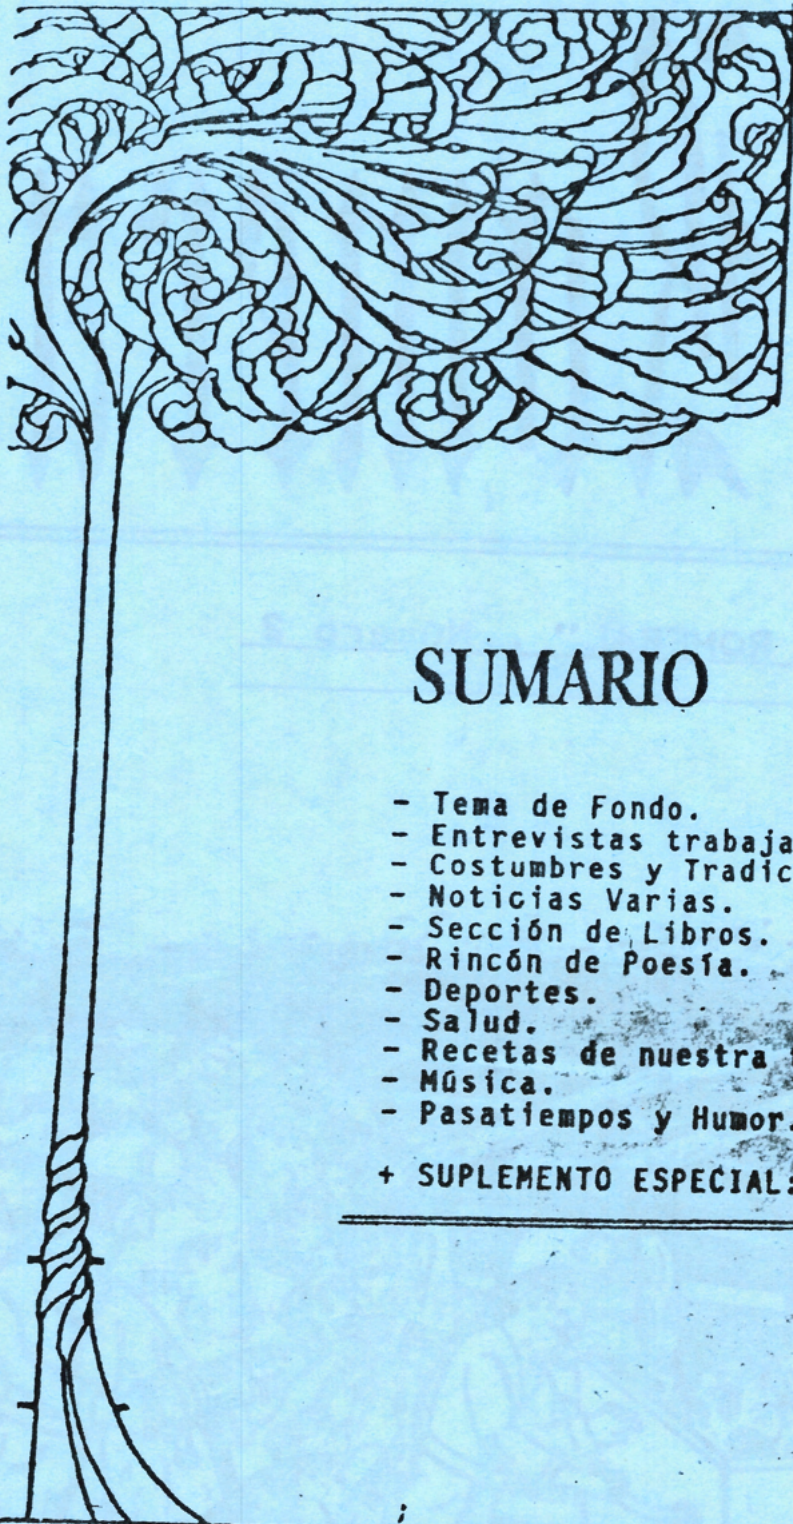 SUMARIO
- Tema de Fondo.
- Entrevistas
- Costumbres y
- Noticias Varias.
- Sección de Libros.
- Rincón de Poesía.
- Deportes.
- Salud.
- Recetas de nuestra
- Música.
- Pasatiempos y Humor.
+ SUPLEMENTO ESPECIAL: